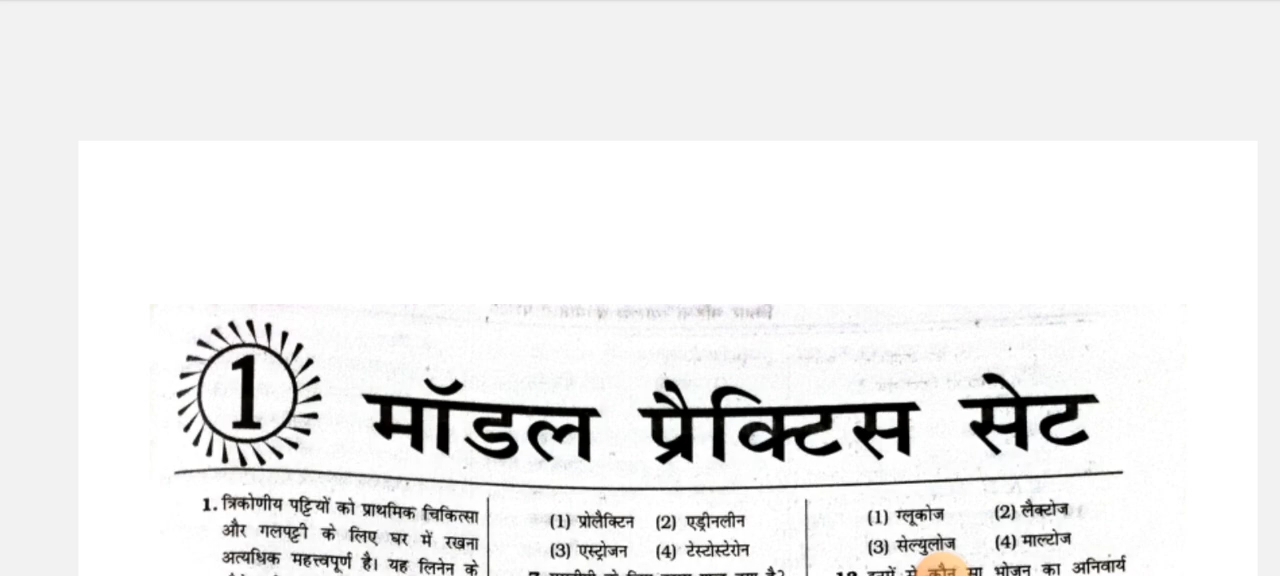 1
मॉडल प्रैक्टिस सेट
1. त्रिकोणीय पट्टियों को प्राथमिक चिकित्सा
और गलपट्टी के लिए घर में रखना
अत्यधिक महत्त्वपूर्ण है। यह लिनेन के
(1) प्रोलैक्टिन (2) एड्रीनलीन
(3) एस्ट्रोजन (4) टेस्टोस्टेरोन
(1) ग्लूकोज (2) लैक्टोज
(3) सेल्युलोज (4) माल्टोज
इनमें से कौन सा भोजन का अनिवार्य